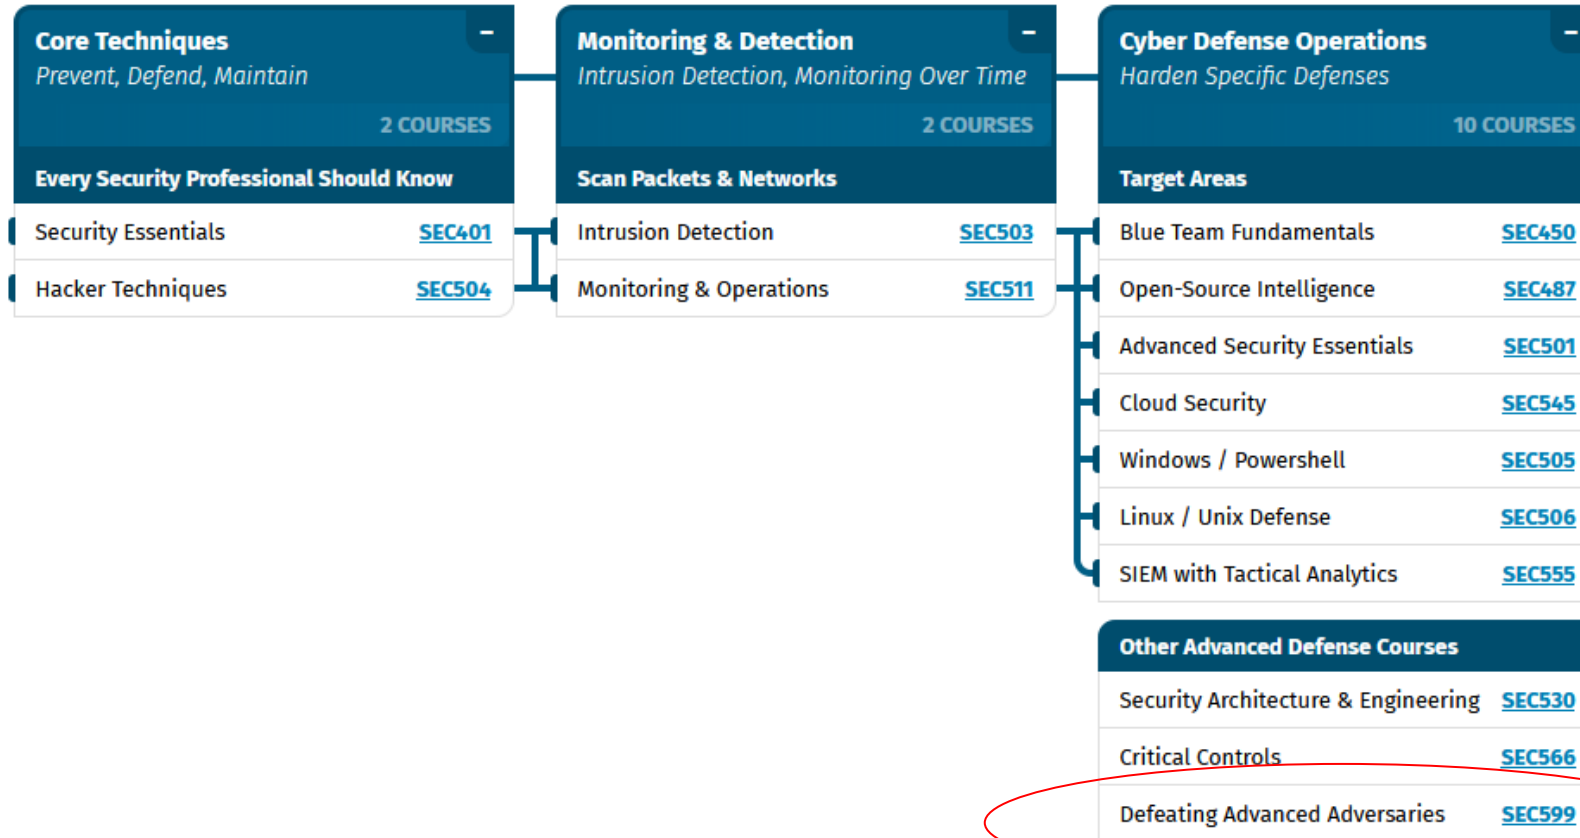 Core Techniques
–
Prevent, Defend, Maintain
2 COURSES
Every Security Professional Should Know
Security Essentials SEC401
Hacker Techniques SEC504
Monitoring & Detection
–
Intrusion Detection, Monitoring Over Time
2 COURSES
Scan Packets & Networks
Intrusion Detection SEC503
Monitoring & Operations SEC511
Cyber Defense Operations
–
Harden Specific Defenses
10 COURSES
Target Areas
Blue Team Fundamentals SEC450
Open-Source Intelligence SEC487
Advanced Security Essentials SEC501
Cloud Security SEC545
Windows / Powershell SEC505
Linux / Unix Defense SEC506
SIEM with Tactical Analytics SEC555
Other Advanced Defense Courses
Security Architecture & Engineering SEC530
Critical Controls SEC566
Defeating Advanced Adversaries SEC599